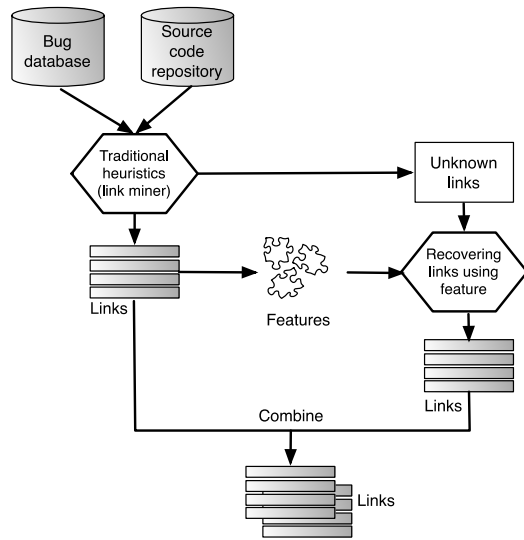 Bug
database
Source
code
repository
Traditional
heuristics
(link miner)
Unknown
links
Recovering
links using
feature
Links
Features
Links
Combine
Links